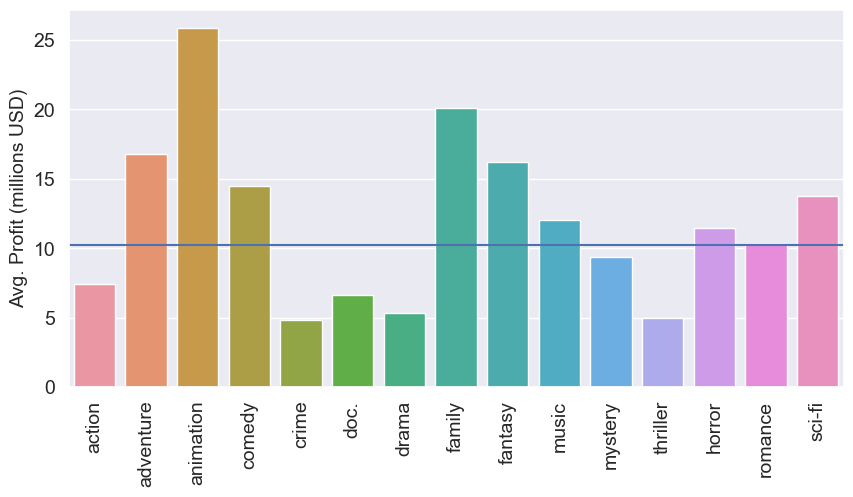 Avg. Profit (millions USD)
25
20
15
10
5
0
action
adventure
animation
comedy
crime
doc.
drama
family
fantasy
music
mystery
thriller
horror
romance
sci-fi